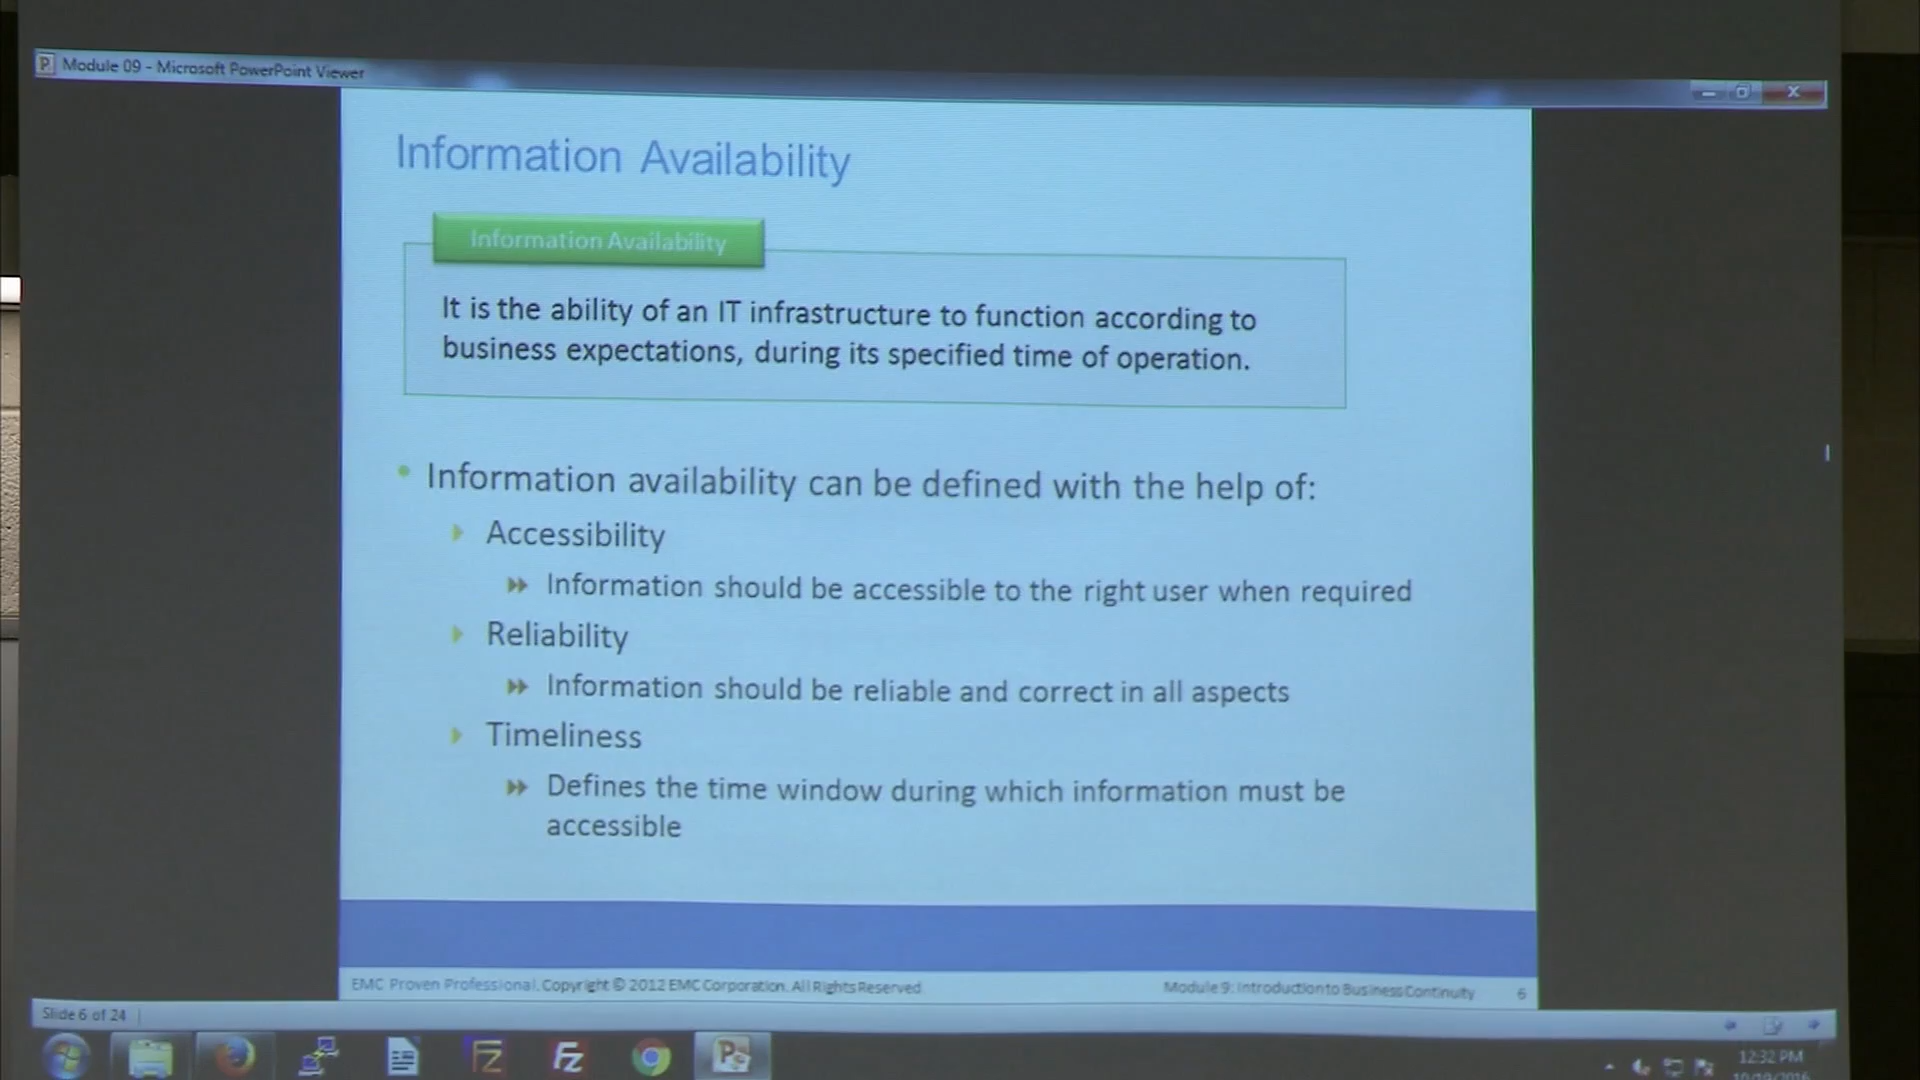 Module 09 - Microsoft PowerPoint Viewer
Information Availability
Information Availability
It is the ability of an IT infrastructure to function according to
business expectations, during its specified time of operation.
Information availability can be defined with the help of:
Accessibility
Information should be accessible to the right user when required
Reliability
Information should be reliable and correct in all aspects
Timeliness
Defines the time window during which information must be
accessible
EMC Proven Professional. Copyright © 2012 EMC Corporation. All Rights Reserved.
Module 9: Introduction to Business Continuity 6
Slide 6 of 24
12:32 PM